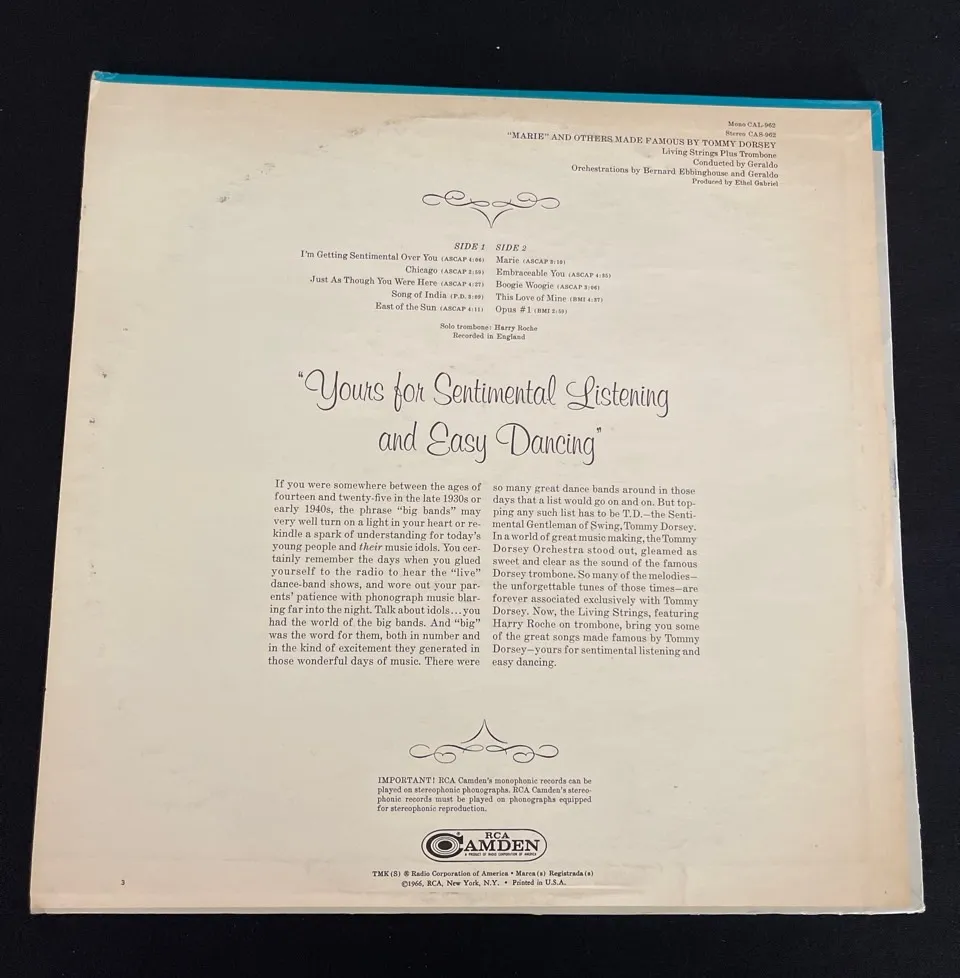 Mono CAL-962
Stereo CAS-962
"MARIE" AND OTHERS MADE FAMOUS BY TOMMY DORSEY
Living Strings Plus Trombone
Conducted by Geraldo
Orchestrations by Bernard Ebbinghouse and Geraldo
Produced by Ethel Gabriel
SIDE 1
I'm Getting Sentimental Over You (ASCAP 4:06)
Chicago (ASCAP 2:59)
Just As Though You Were Here (ASCAP 4:27)
Song of India (P.D. 3:09)
East of the Sun (ASCAP 4:11)
SIDE 2
Marie (ASCAP 3:10)
Embraceable You (ASCAP 4:35)
Boogie Woogie (ASCAP 3:06)
This Love of Mine (BMI 4:37)
Opus #1 (BMI 2:59)
Solo trombone: Harry Roche
Recorded in England
"Yours for Sentimental Listening
and Easy Dancing"
If you were somewhere between the ages of
fourteen and twenty-five in the late 1930s or
early 1940s, the phrase "big bands" may
very well turn on a light in your heart or re-
kindle a spark of understanding for today's
young people and their music idols. You cer-
tainly remember the days when you glued
yourself to the radio to hear the "live"
dance-band shows, and wore out your par-
ents' patience with phonograph music blar-
ing far into the night. Talk about idols...you
had the world of the big bands. And "big"
was the word for them, both in number and
in the kind of excitement they generated in
those wonderful days of music. There were
so many great dance bands around in those
days that a list would go on and on. But top-
ping any such list has to be T.D.—the Senti-
mental Gentleman of Swing, Tommy Dorsey.
In a world of great music making, the Tommy
Dorsey Orchestra stood out, gleamed as
sweet and clear as the sound of the famous
Dorsey trombone. So many of the melodies—
the unforgettable tunes of those times—are
forever associated exclusively with Tommy
Dorsey. Now, the Living Strings, featuring
Harry Roche on trombone, bring you some
of the great songs made famous by Tommy
Dorsey—yours for sentimental listening and
easy dancing.
IMPORTANT! RCA Camden's monophonic records can be
played on stereophonic phonographs. RCA Camden's stereo-
phonic records must be played on phonographs equipped
for stereophonic reproduction.
RCA
CAMDEN
A PRODUCT OF RADIO CORPORATION OF AMERICA
TMK(S) ® Radio Corporation of America • Marca(s) Registrada(s)
©1966, RCA, New York, N.Y. • Printed in U.S.A.
3